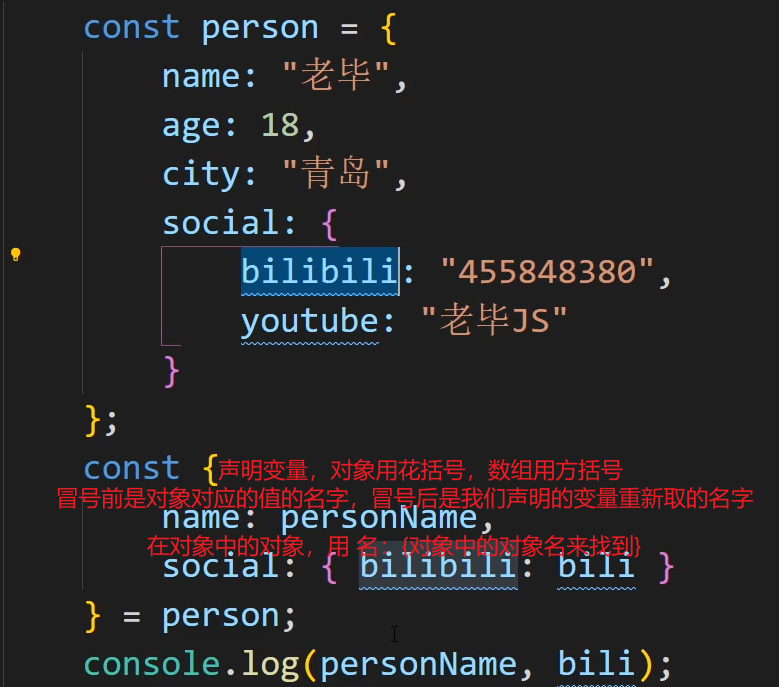 const person = {
name: "老毕",
age: 18,
city: "青岛",
social: {
bilibili: "455848380",
youtube: "老毕JS"
}
};
const {声明变量，对象用花括号，数组用方括号
冒号前是对象对应的值的名字，冒号后是我们声明的变量重新取的名字
name: personName,
在对象中的对象，用 名：{对象中的对象名来找到}
social: { bilibili: bili }
} = person;
console.log(personName, bili);